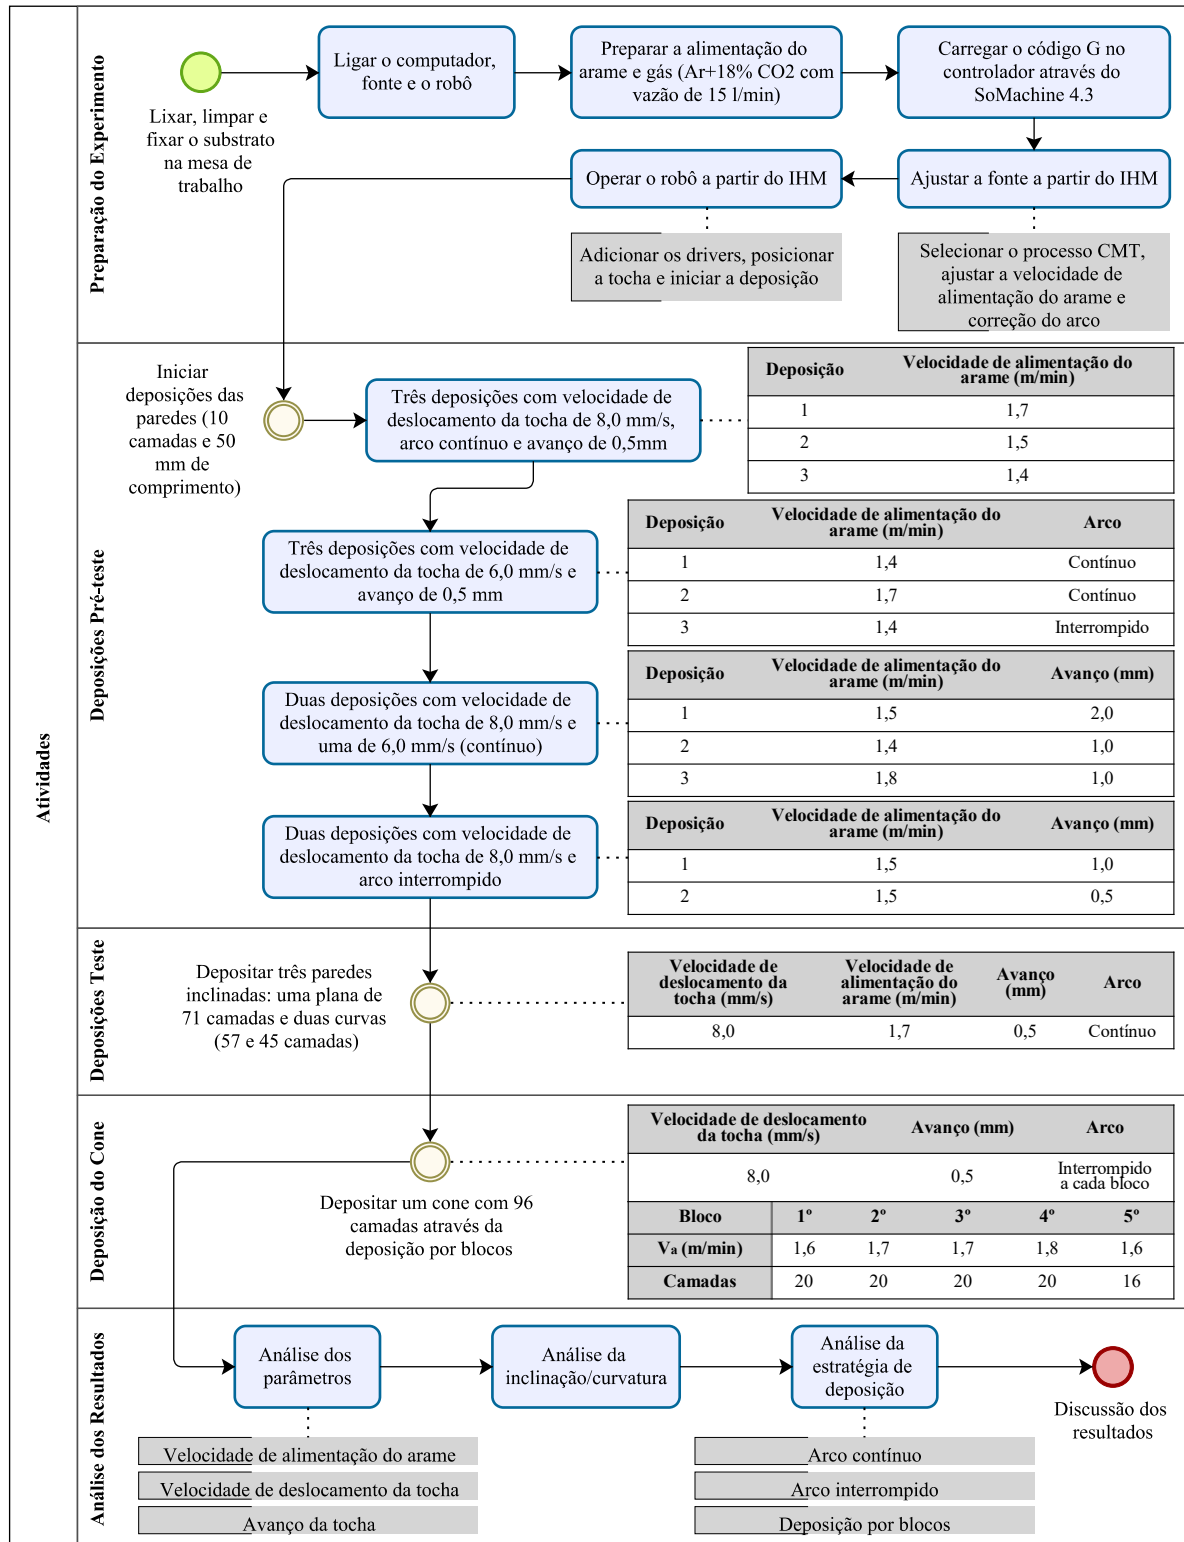 Atividades
Preparação do Experimento
Lixar, limpar e
fixar o substrato
na mesa de
trabalho
Ligar o computador,
fonte e o robô
Preparar a alimentação do
arame e gás (Ar+18% CO2 com
vazão de 15 l/min)
Carregar o código G no
controlador através do
SoMachine 4.3
Ajustar a fonte a partir do IHM
Selecionar o processo CMT,
ajustar a velocidade de
alimentação do arame e
correção do arco
Operar o robô a partir do IHM
Adicionar os drivers, posicionar
a tocha e iniciar a deposição
Deposições Pré-teste
Iniciar
deposições das
paredes (10
camadas e 50
mm de
comprimento)
Três deposições com velocidade de
deslocamento da tocha de 8,0 mm/s,
arco contínuo e avanço de 0,5mm
Deposição Velocidade de alimentação do
arame (m/min)
1 1,7
2 1,5
3 1,4
Três deposições com velocidade de
deslocamento da tocha de 6,0 mm/s e
avanço de 0,5 mm
Deposição Velocidade de alimentação do
arame (m/min) Arco
1 1,4 Contínuo
2 1,7 Contínuo
3 1,4 Interrompido
Duas deposições com velocidade de
deslocamento da tocha de 8,0 mm/s e
uma de 6,0 mm/s (contínuo)
Deposição Velocidade de alimentação do
arame (m/min) Avanço (mm)
1 1,5 2,0
2 1,4 1,0
3 1,8 1,0
Duas deposições com velocidade de
deslocamento da tocha de 8,0 mm/s e
arco interrompido
Deposição Velocidade de alimentação do
arame (m/min) Avanço (mm)
1 1,5 1,0
2 1,5 0,5
Deposições Teste
Depositar três paredes
inclinadas: uma plana de
71 camadas e duas curvas
(57 e 45 camadas)
Velocidade de
deslocamento da
tocha (mm/s)
Velocidade de
alimentação do
arame (m/min)
Avanço
(mm)
Arco
8,0 1,7 0,5 Contínuo
Deposição do Cone
Depositar um cone com 96
camadas através da
deposição por blocos
Velocidade de deslocamento
da tocha (mm/s)
Avanço (mm)
Arco
8,0 0,5 Interrompido
a cada bloco
Bloco 1º 2º 3º 4º 5º
Va (m/min) 1,6 1,7 1,7 1,8 1,6
Camadas 20 20 20 20 16
Análise dos Resultados
Análise dos
parâmetros
Velocidade de alimentação do arame
Velocidade de deslocamento da tocha
Avanço da tocha
Análise da
inclinação/curvatura
Análise da
estratégia de
deposição
Arco contínuo
Arco interrompido
Deposição por blocos
Discussão dos
resultados